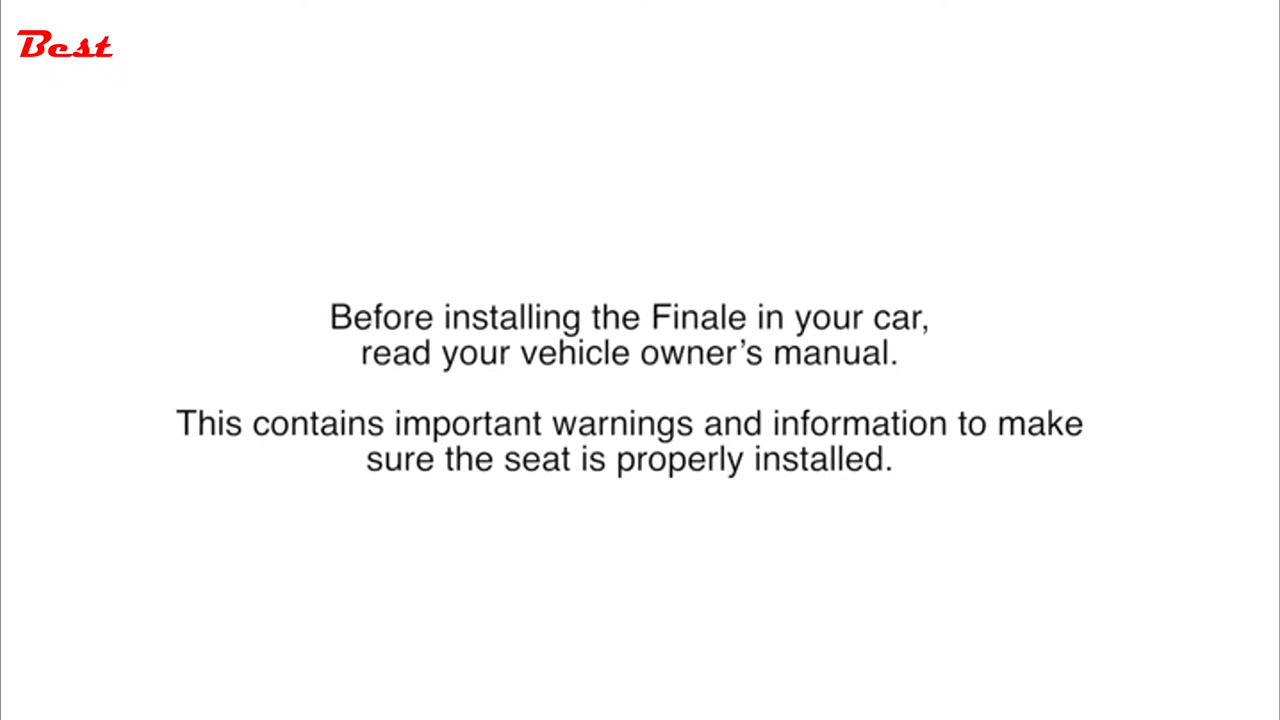 Best
Before installing the Finale in your car,
read your vehicle owner’s manual.
This contains important warnings and information to make
sure the seat is properly installed.